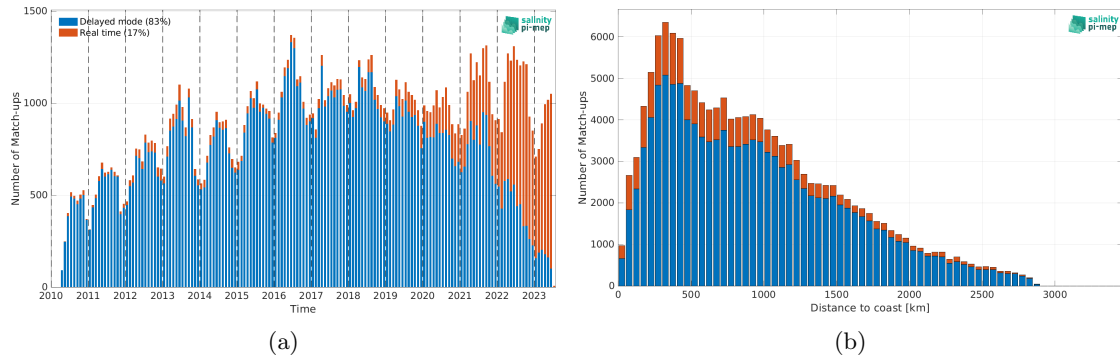 Delayed mode (83%)
Real time (17%)
salinity
pi-mep
Number of Match-ups
1500
1000
500
0
2010 2011 2012 2013 2014 2015 2016 2017 2018 2019 2020 2021 2022 2023
Time
(a)
salinity
pi-mep
Number of Match-ups
6000
5000
4000
3000
2000
1000
0
0 500 1000 1500 2000 2500 3000
Distance to coast [km]
(b)